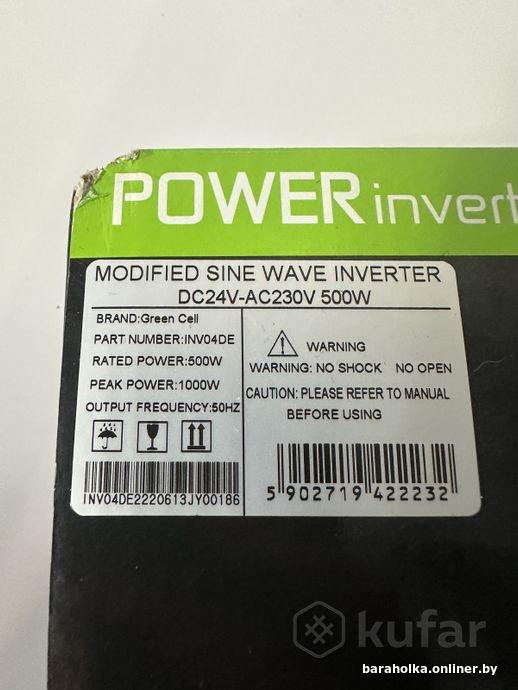 POWER invert
MODIFIED SINE WAVE INVERTER
DC24V-AC230V 500W
BRAND:Green Cell
PART NUMBER:INV04DE
RATED POWER:500W
PEAK POWER:1000W
OUTPUT FREQUENCY:50HZ
WARNING
WARNING: NO SHOCK NO OPEN
CAUTION: PLEASE REFER TO MANUAL
BEFORE USING
INV04DE2220613JY00186
5 902719 422232
kufar
baraholka.onliner.by